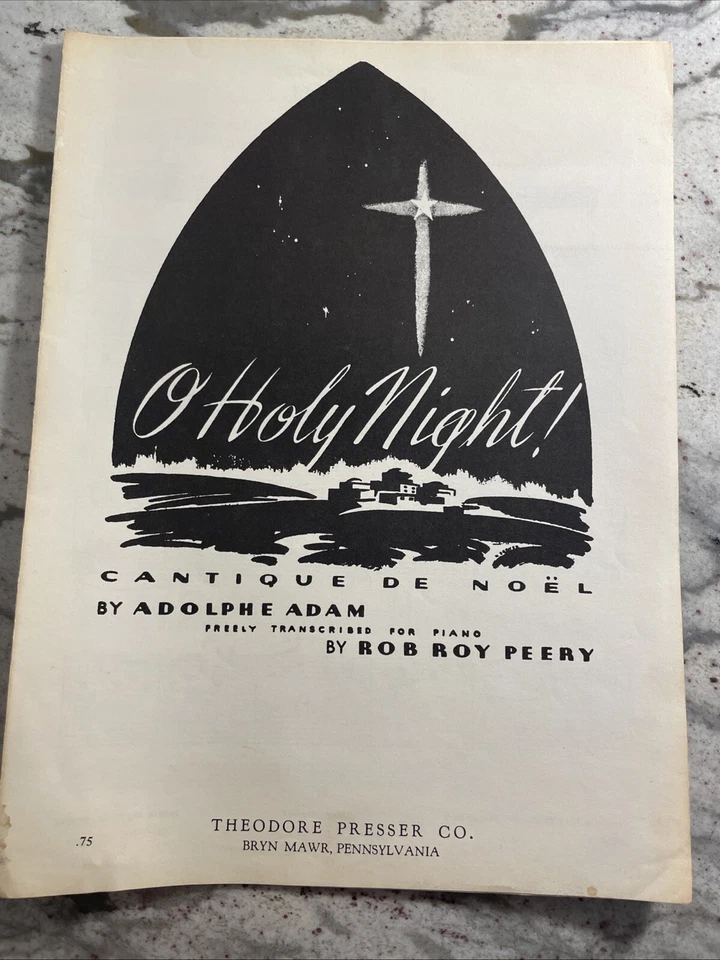 O Holy Night!
CANTIQUE DE NOËL
BY ADOLPHE ADAM
FREELY TRANSCRIBED FOR PIANO
BY ROB ROY PEERY
THEODORE PRESSER CO.
.75
BRYN MAWR, PENNSYLVANIA